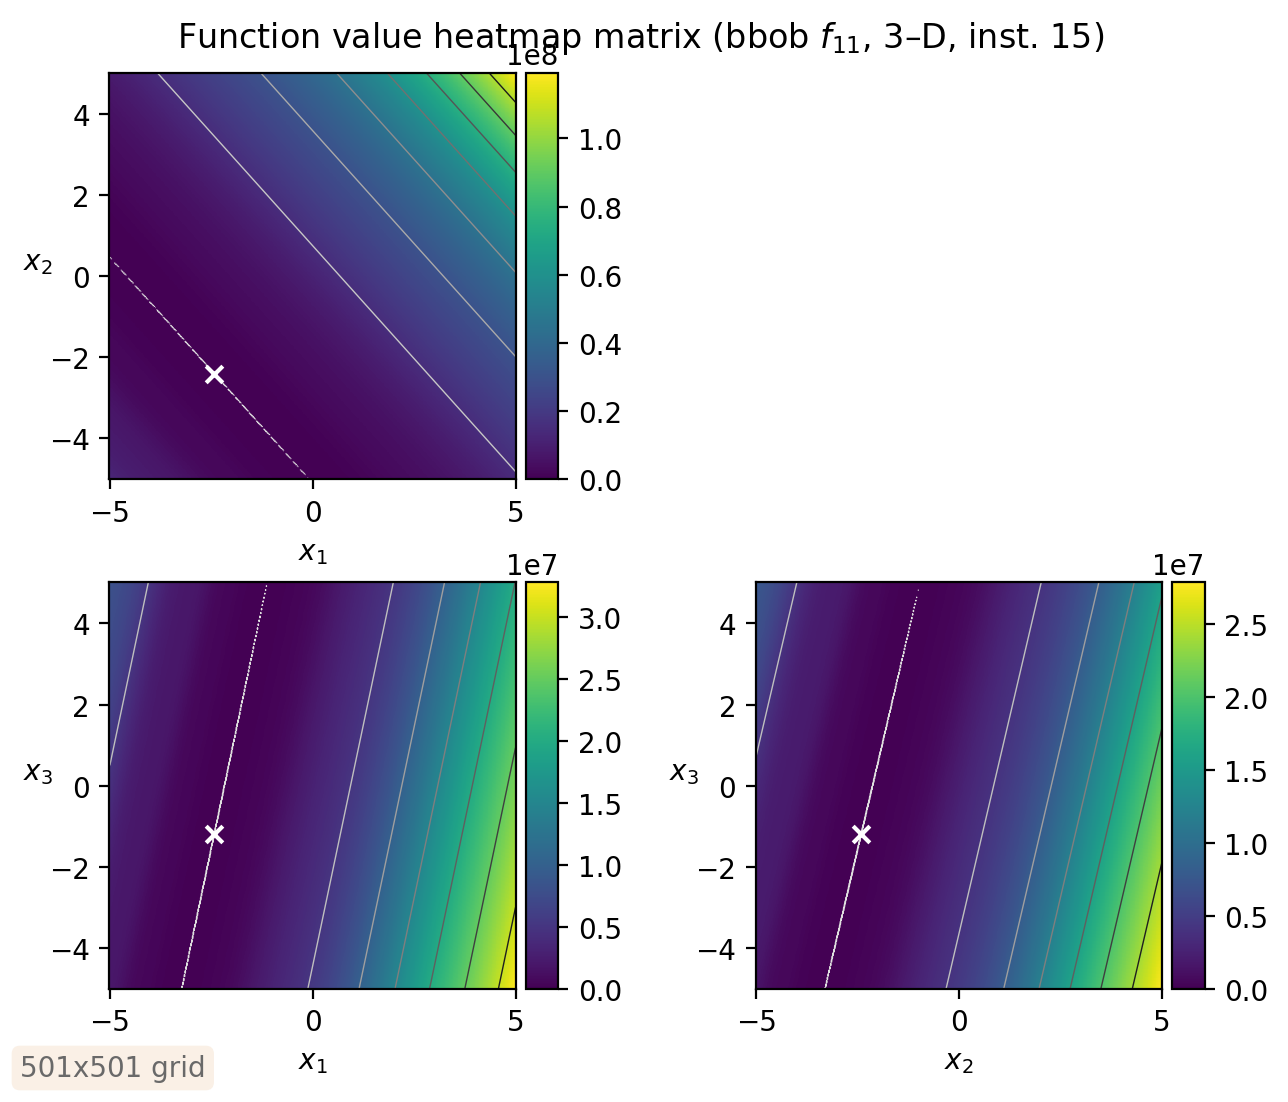 Function value heatmap matrix (bbob f11, 3–D, inst. 15)
1e8
4
2
0
−2
−4
x2
1.0
0.8
0.6
0.4
0.2
0.0
−5 0 5
x1
1e7
4
2
0
−2
−4
x3
3.0
2.5
2.0
1.5
1.0
0.5
0.0
−5 0 5
x1
1e7
4
2
0
−2
−4
x3
2.5
2.0
1.5
1.0
0.5
0.0
−5 0 5
x2
501x501 grid